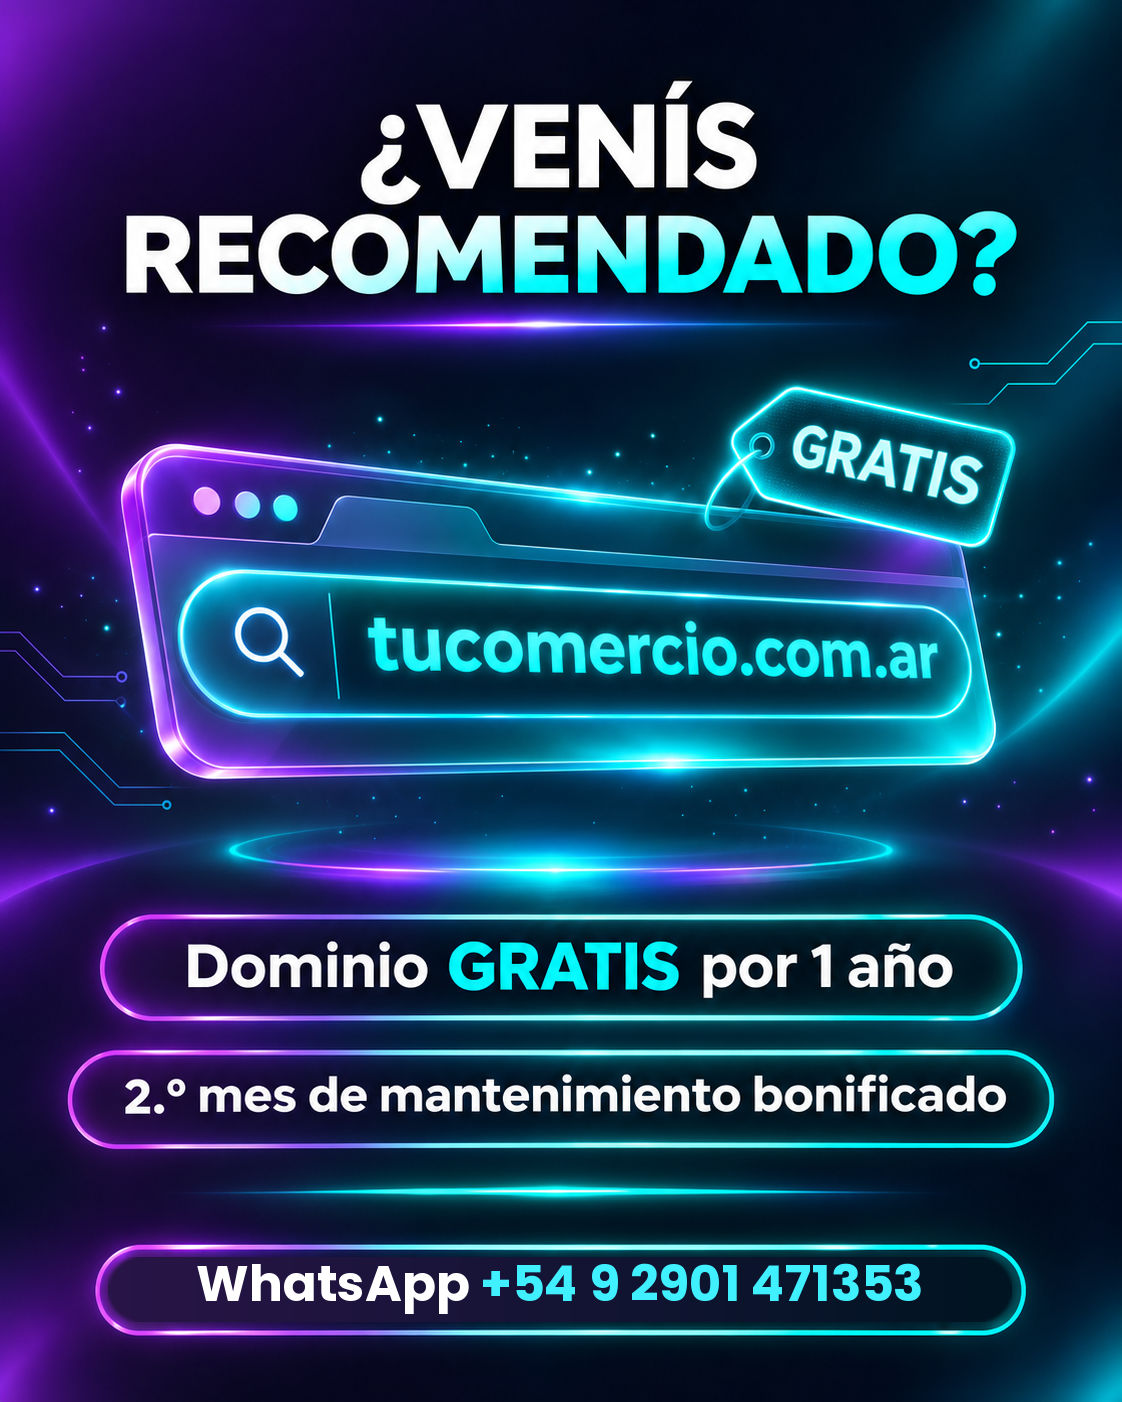 ¿VENÍS
RECOMENDADO?
GRATIS
tucomercio.com.ar
Dominio GRATIS por 1 año
2.º mes de mantenimiento bonificado
WhatsApp +54 9 2901 471353